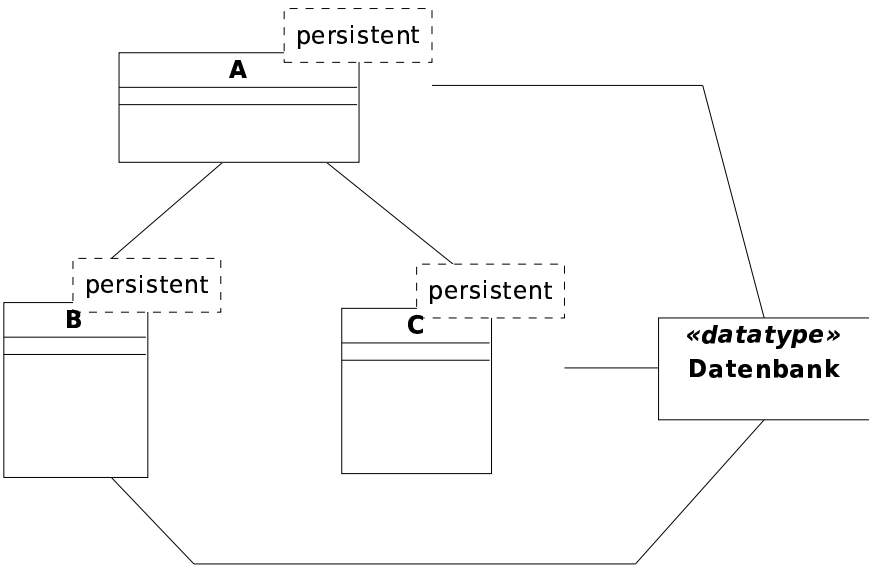 persistent
A
persistent
B
persistent
C
«datatype»
Datenbank